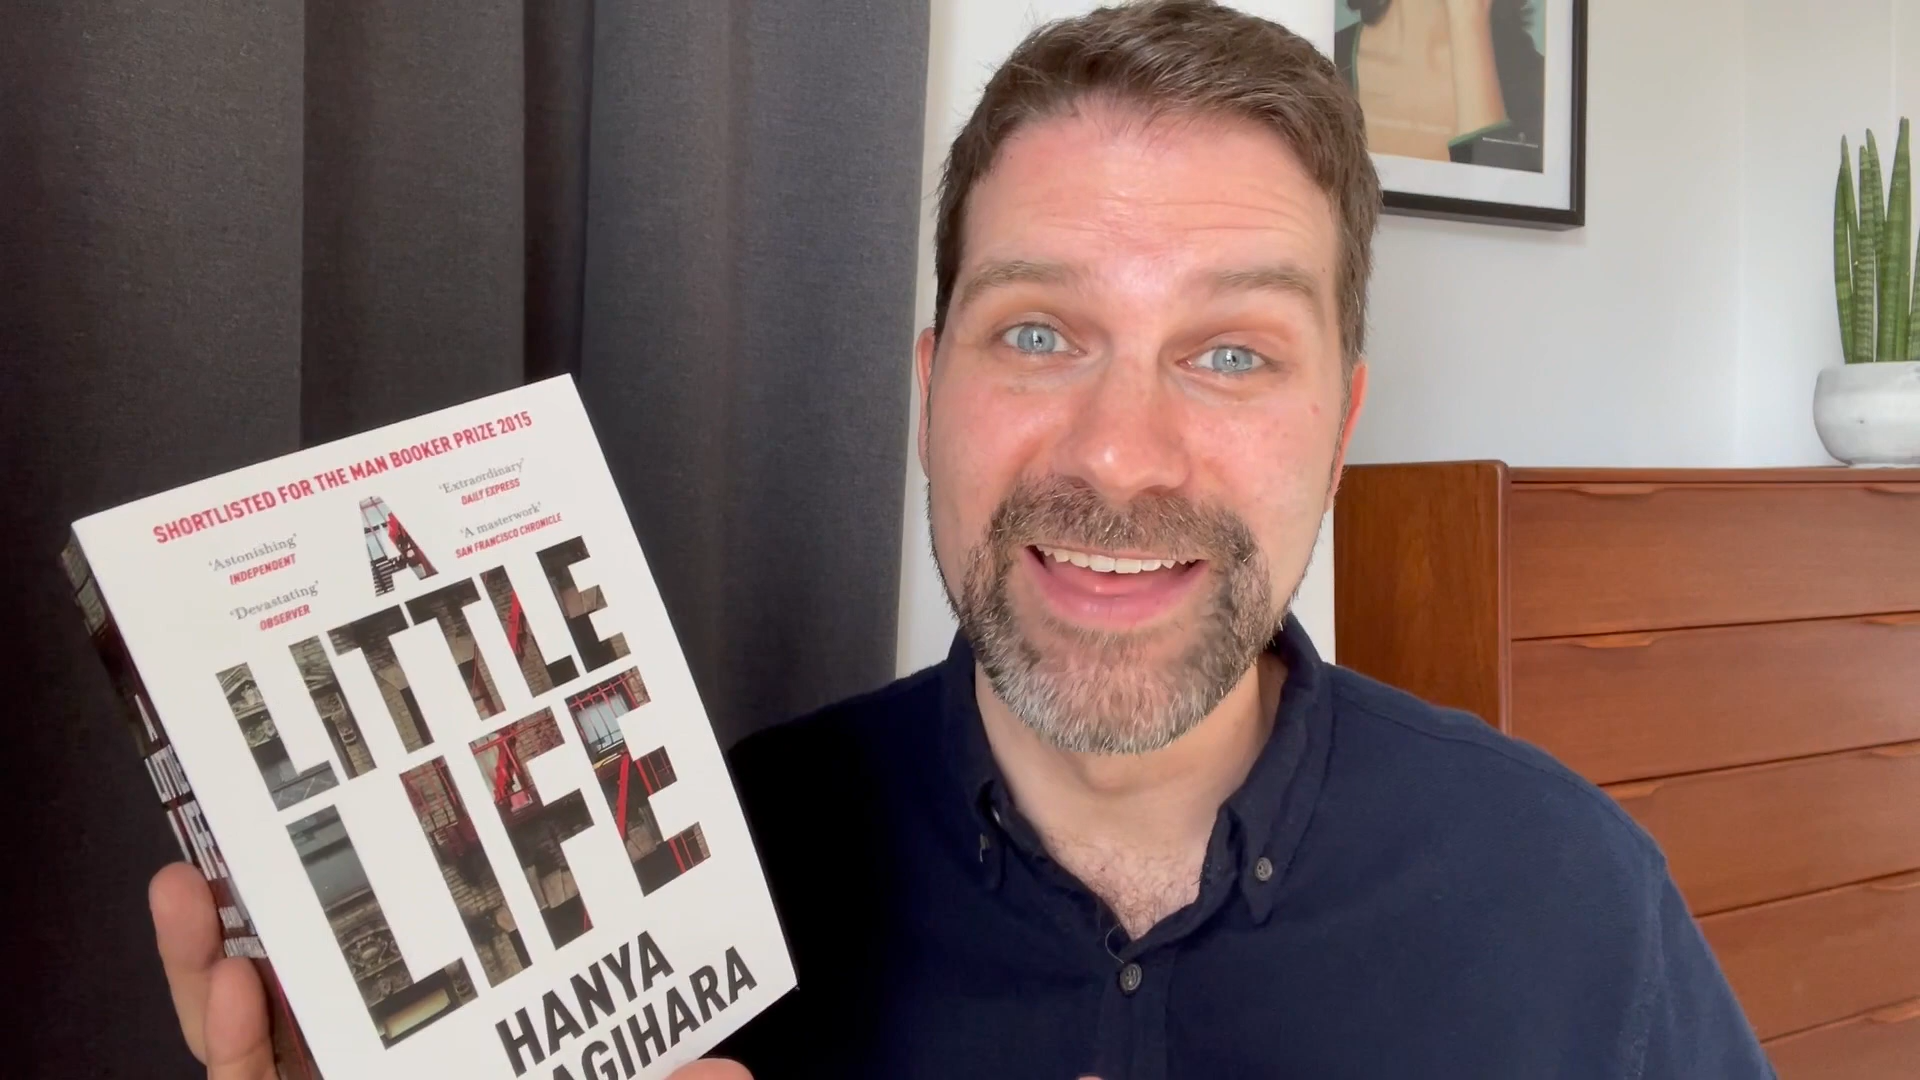 SHORTLISTED FOR THE MAN BOOKER PRIZE 2015
'Astonishing'
INDEPENDENT
'Devastating'
OBSERVER
'Extraordinary'
DAILY EXPRESS
'A masterwork'
SAN FRANCISCO CHRONICLE
A
LITTLE
LIFE
HANYA
AGIHARA